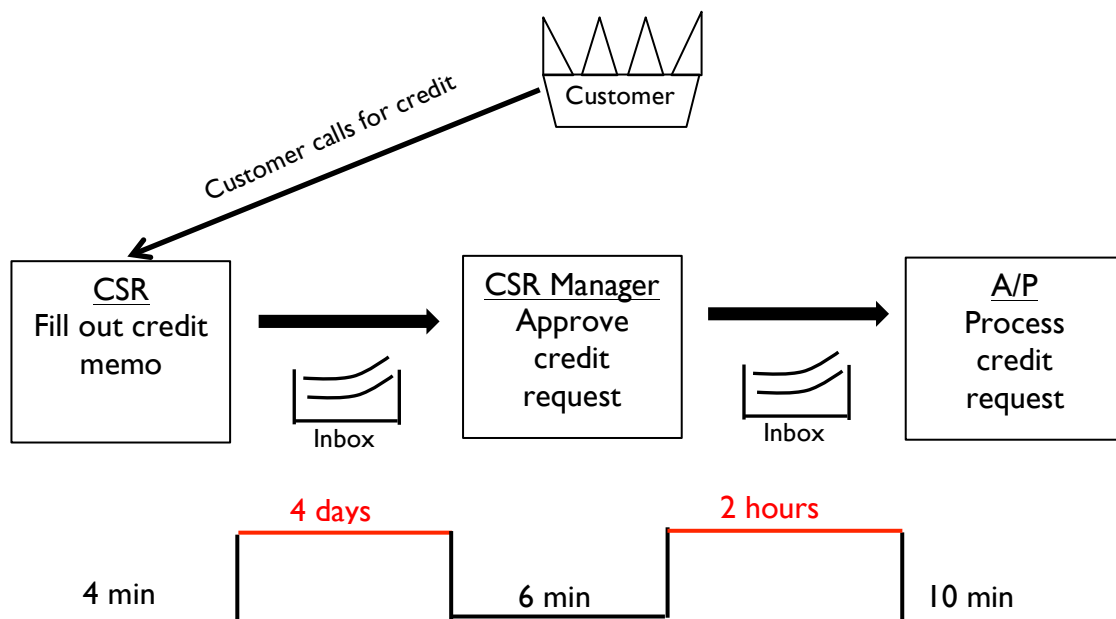 Customer
Customer calls for credit
CSR
Fill out credit
memo
Inbox
CSR Manager
Approve
credit
request
Inbox
A/P
Process
credit
request
4 days
2 hours
4 min
6 min
10 min